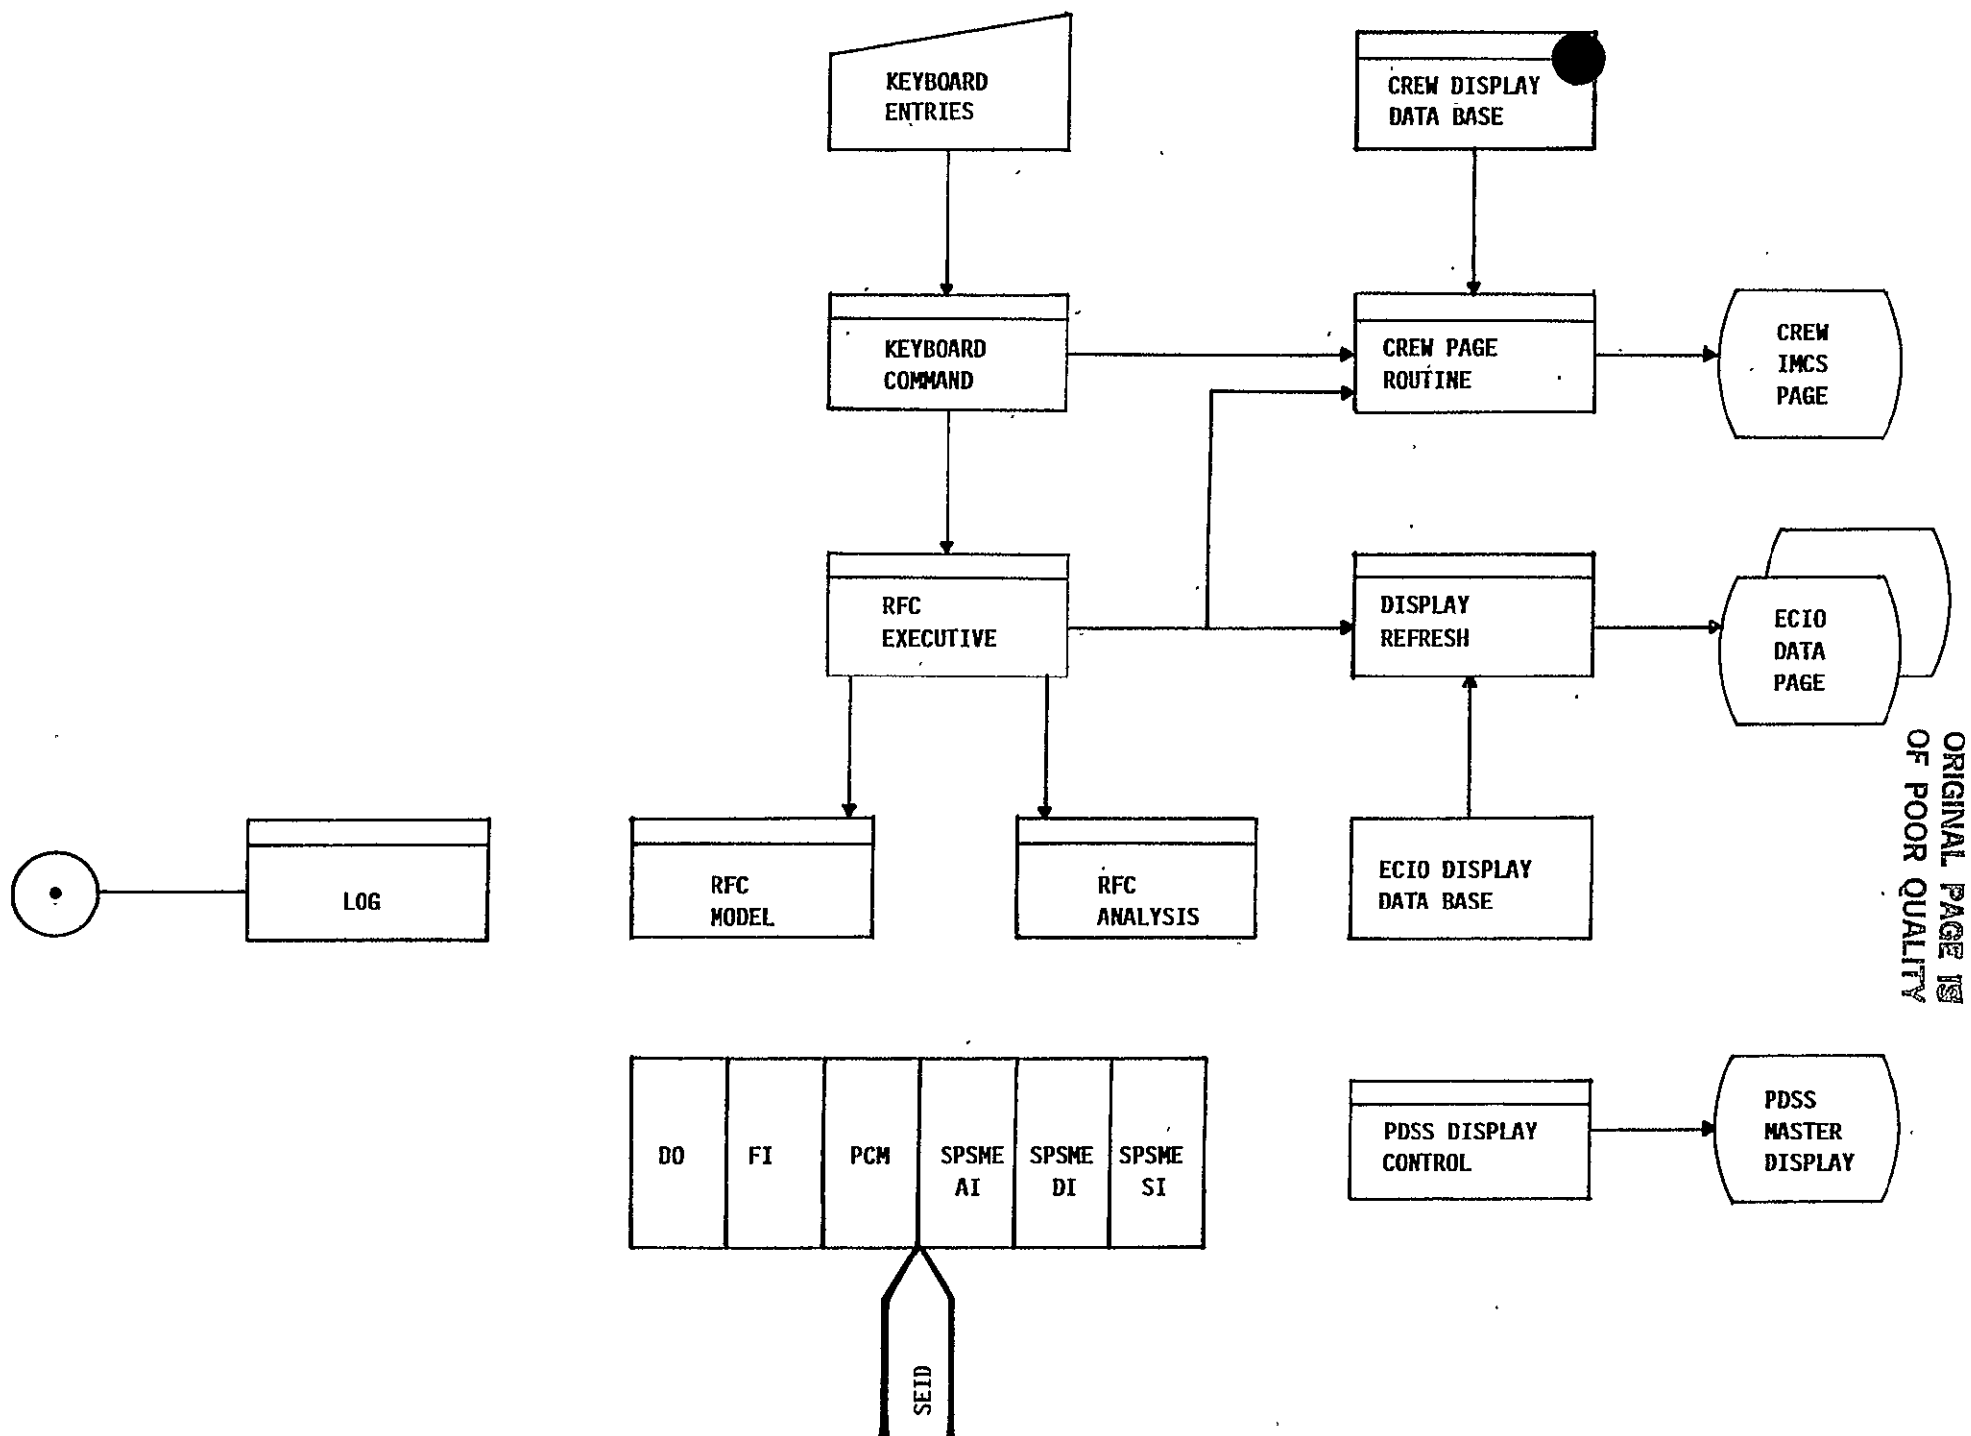 KEYBOARD
ENTRIES
CREW DISPLAY
DATA BASE
KEYBOARD
COMMAND
CREW PAGE
ROUTINE
CREW
IMCS
PAGE
RFC
EXECUTIVE
DISPLAY
REFRESH
ECIO
DATA
PAGE
ORIGINAL PAGE IS
OF POOR QUALITY
LOG
RFC
MODEL
RFC
ANALYSIS
ECIO DISPLAY
DATA BASE
DO
FI
PCM
SPSME
AI
SPSME
DI
SPSME
SI
PDSS DISPLAY
CONTROL
PDSS
MASTER
DISPLAY
SEID